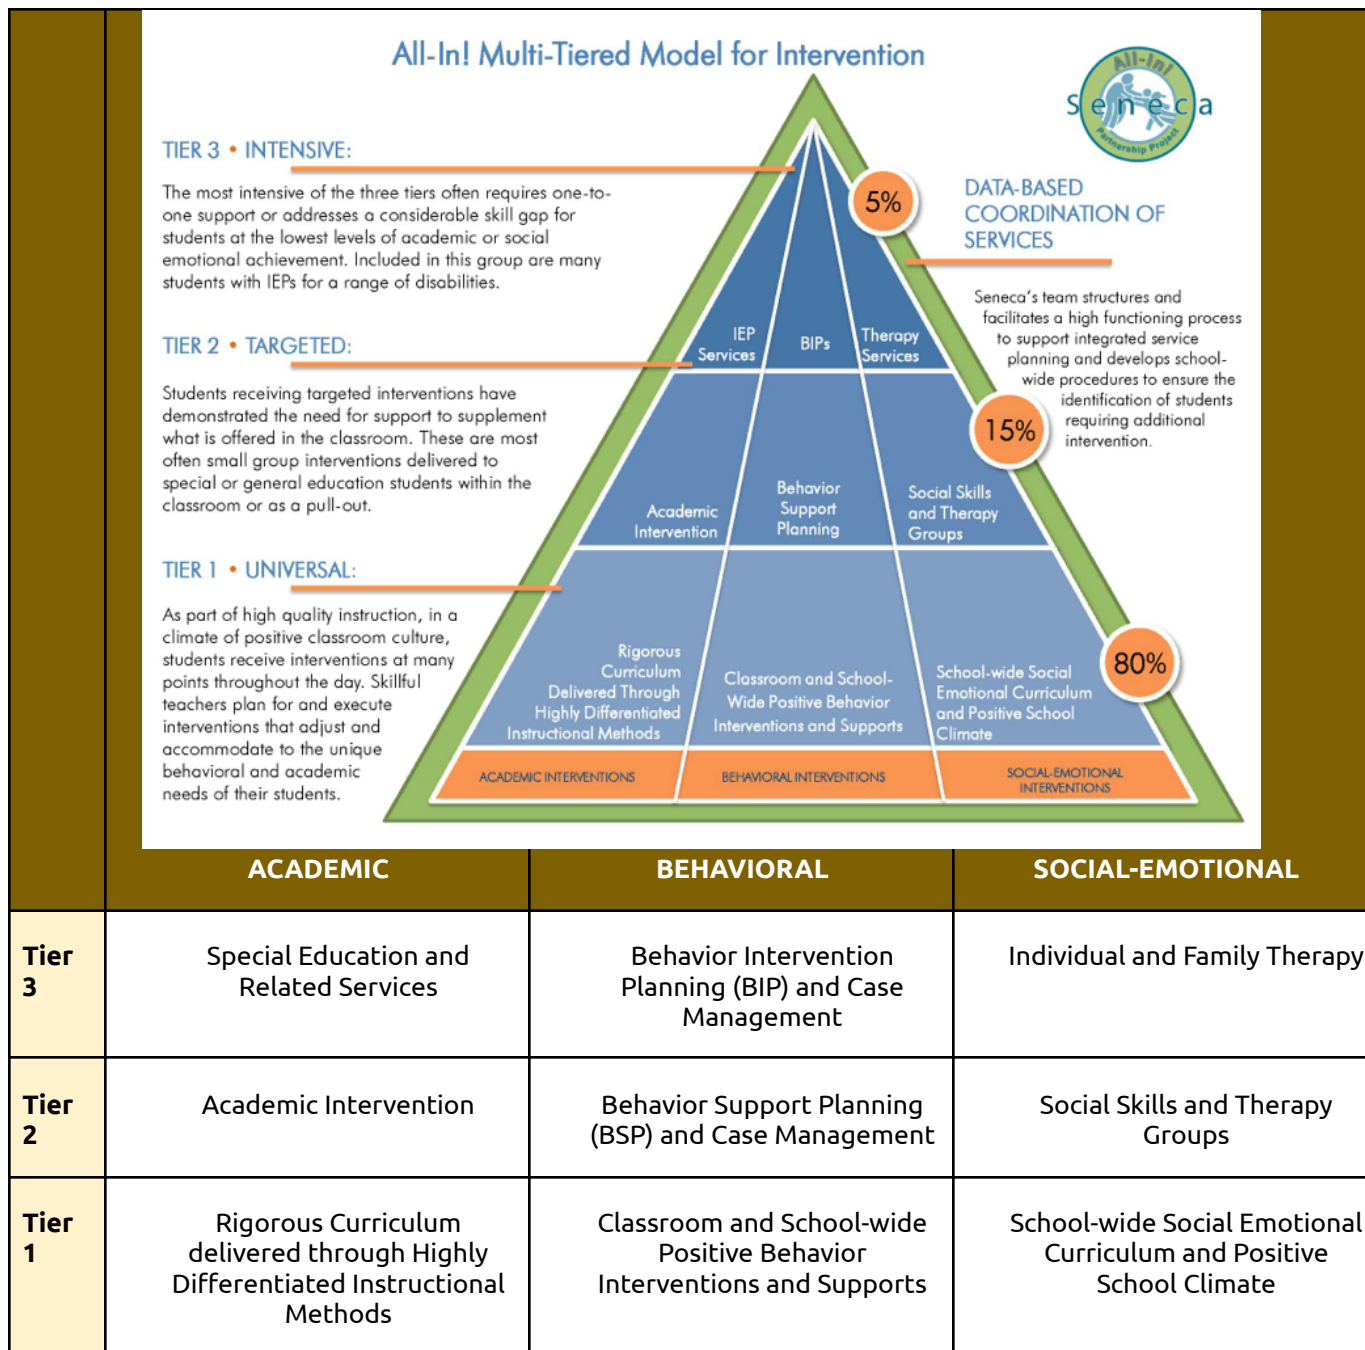 All-In! Multi-Tiered Model for Intervention
All-In!
Seneca
Partnership Project
TIER 3 • INTENSIVE:
The most intensive of the three tiers often requires one-to-
one support or addresses a considerable skill gap for
students at the lowest levels of academic or social
emotional achievement. Included in this group are many
students with IEPs for a range of disabilities.
TIER 2 • TARGETED:
Students receiving targeted interventions have
demonstrated the need for support to supplement
what is offered in the classroom. These are most
often small group interventions delivered to
special or general education students within the
classroom or as a pull-out.
TIER 1 • UNIVERSAL:
As part of high quality instruction, in a
climate of positive classroom culture,
students receive interventions at many
points throughout the day. Skillful
teachers plan for and execute
interventions that adjust and
accommodate to the unique
behavioral and academic
needs of their students.
5%
DATA-BASED
COORDINATION OF
SERVICES
Seneca's team structures and
facilitates a high functioning process
to support integrated service
planning and develops school-
wide procedures to ensure the
identification of students
requiring additional
intervention.
IEP
Services
BIPs
Therapy
Services
15%
Academic
Intervention
Behavior
Support
Planning
Social Skills
and Therapy
Groups
80%
Rigorous
Curriculum
Delivered Through
Highly Differentiated
Instructional Methods
Classroom and School-
Wide Positive Behavior
Interventions and Supports
School-wide Social
Emotional Curriculum
and Positive School
Climate
ACADEMIC INTERVENTIONS
BEHAVIORAL INTERVENTIONS
SOCIAL-EMOTIONAL
INTERVENTIONS
ACADEMIC
BEHAVIORAL
SOCIAL-EMOTIONAL
Tier
3
Special Education and
Related Services
Behavior Intervention
Planning (BIP) and Case
Management
Individual and Family Therapy
Tier
2
Academic Intervention
Behavior Support Planning
(BSP) and Case Management
Social Skills and Therapy
Groups
Tier
1
Rigorous Curriculum
delivered through Highly
Differentiated Instructional
Methods
Classroom and School-wide
Positive Behavior
Interventions and Supports
School-wide Social Emotional
Curriculum and Positive
School Climate